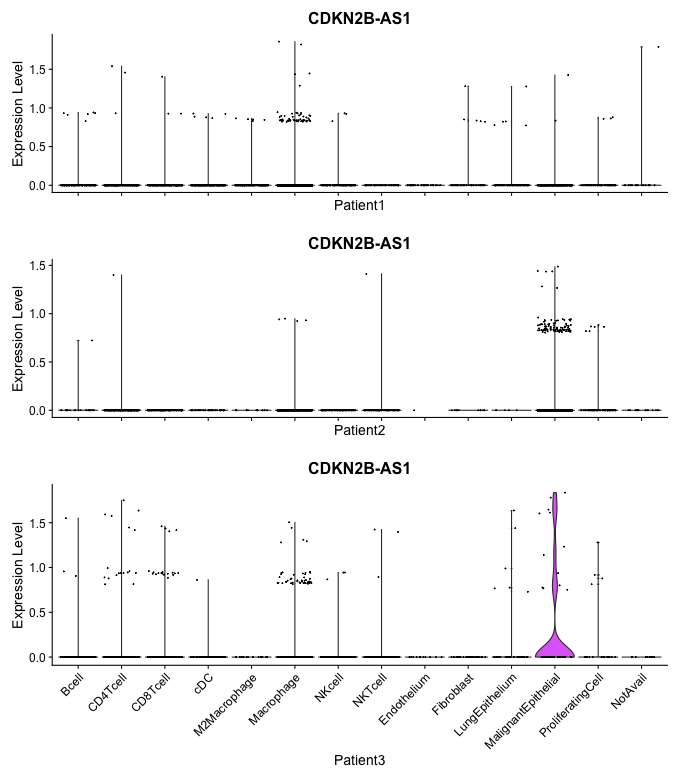 CDKN2B-AS1
Expression Level
1.5
1.0
0.5
0.0
Patient1
CDKN2B-AS1
Expression Level
1.5
1.0
0.5
0.0
Patient2
CDKN2B-AS1
Expression Level
1.5
1.0
0.5
0.0
Bcell
CD4Tcell
CD8Tcell
cDC
M2Macrophage
Macrophage
NKcell
NKTcell
Endothelium
Fibroblast
LungEpithelium
MalignantEpithelial
ProliferatingCell
NotAvail
Patient3